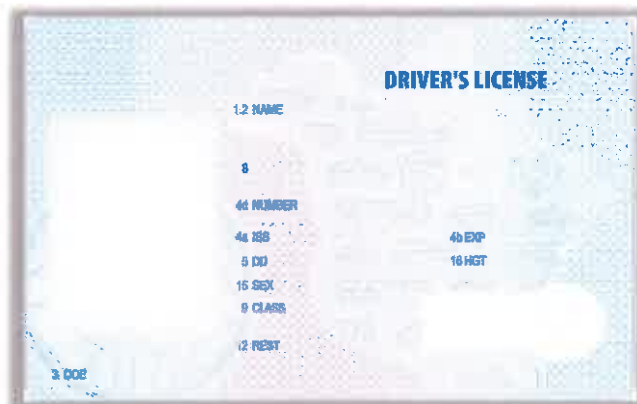 DRIVER'S LICENSE
1,2 NAME
8
4d NUMBER
4a ISS 4b EXP
5 DD 16 HGT
15 SEX
9 CLASS
12 REST
3. DOB